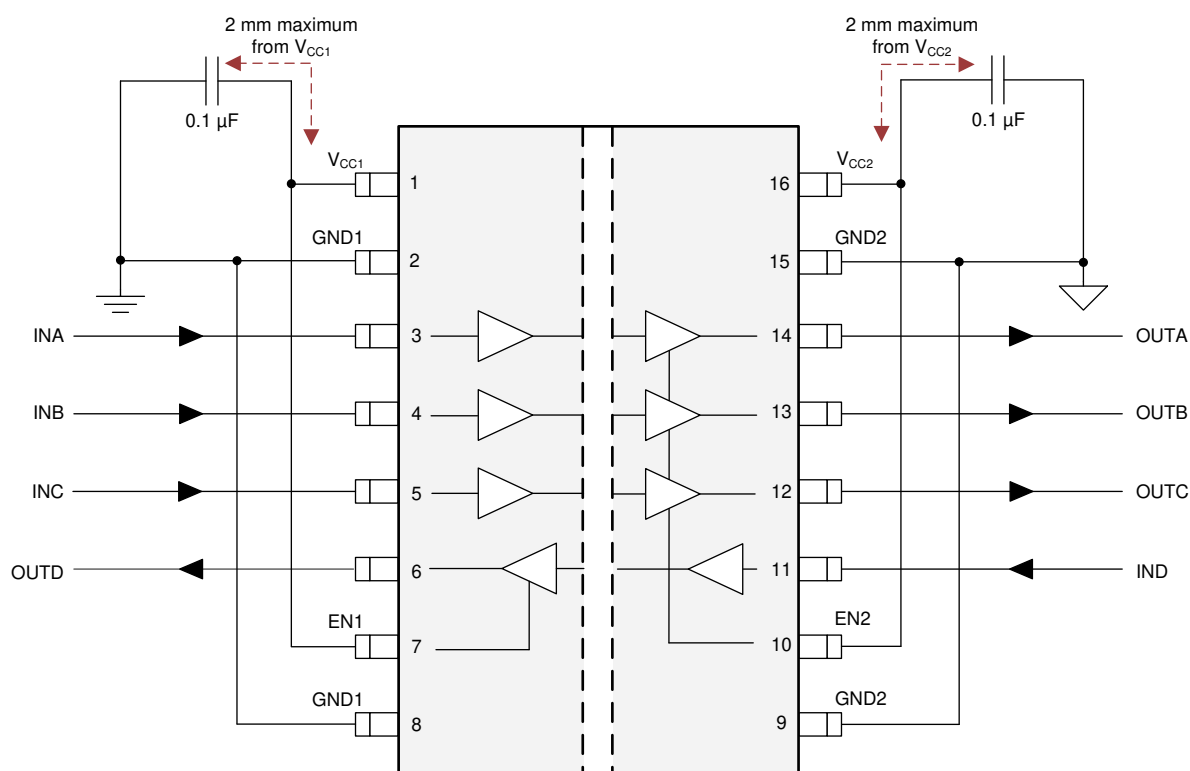 2 mm maximum
from VCC1
2 mm maximum
from VCC2
0.1 µF
0.1 µF
VCC1
1
16
VCC2
GND1
2
15
GND2
INA
3
14
OUTA
INB
4
13
OUTB
INC
5
12
OUTC
OUTD
6
11
IND
EN1
7
10
EN2
GND1
8
9
GND2